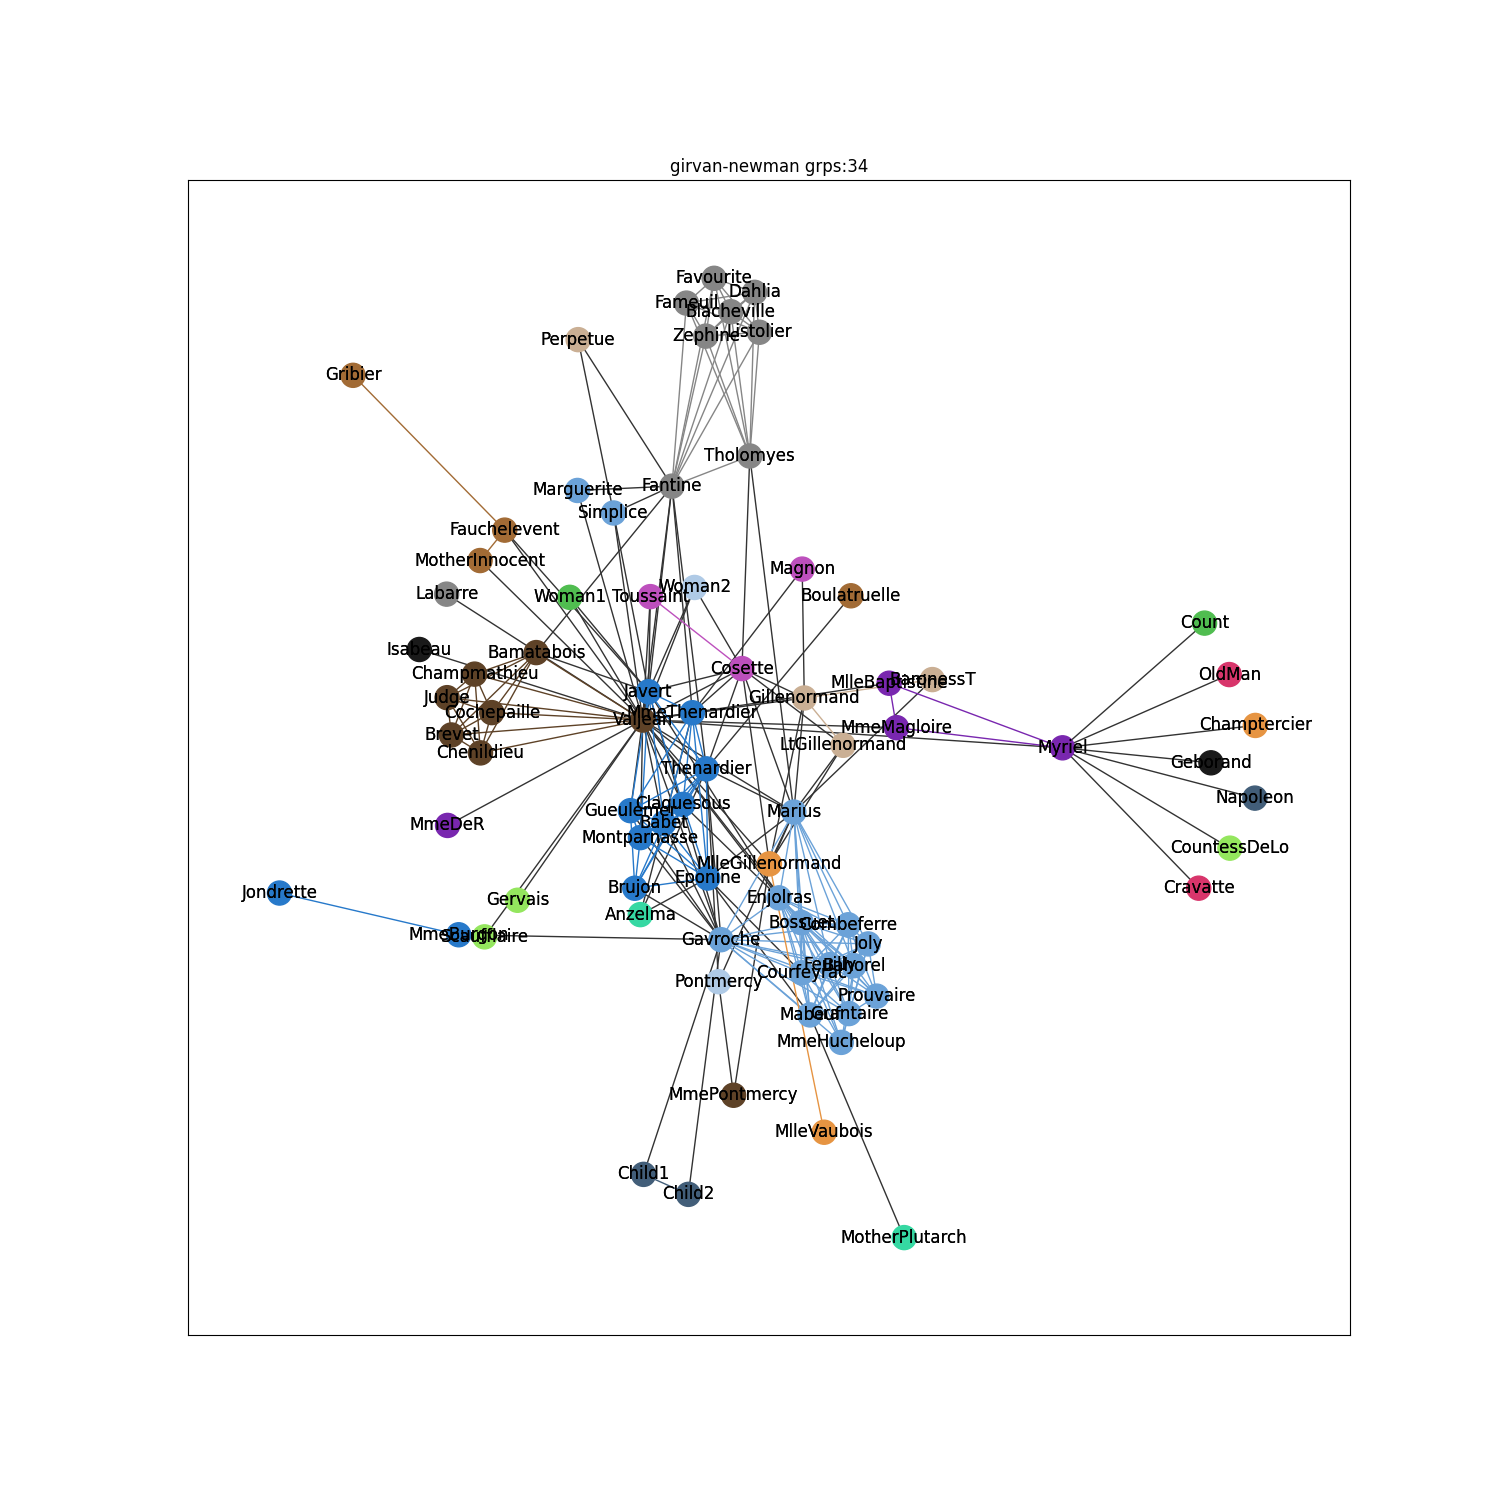 girvan-newman grps:34
Favourite
Dahlia
Fameuil
Blacheville
Listolier
Zephine
Perpetue
Gribier
Tholomyes
Fantine
Marguerite
Simplice
Fauchelevent
MotherInnocent
Magnon
Woman2
Labarre
Woman1
Toussaint
Boulatruelle
Count
Isabeau
Bamatabois
Cosette
Champmathieu
OldMan
BaronessT
MlleBaptistine
Javert
Judge
Gillenormand
Cochepaille
MmeThenardier
Valjean
Champtercier
MmeMagloire
Brevet
LtGillenormand
Myriel
Chenildieu
Geborand
Thenardier
Napoleon
Claquesous
Gueulemer
Marius
Babet
MmeDeR
Montparnasse
CountessDeLo
MlleGillenormand
Eponine
Brujon
Cravatte
Jondrette
Enjolras
Gervais
Anzelma
Bossuet
Combeferre
MmeBurgon
Scaufflaire
Gavroche
Joly
Feuilly
Bahorel
Courfeyrac
Pontmercy
Prouvaire
Mabeuf
Grantaire
MmeHucheloup
MmePontmercy
MlleVaubois
Child1
Child2
MotherPlutarch